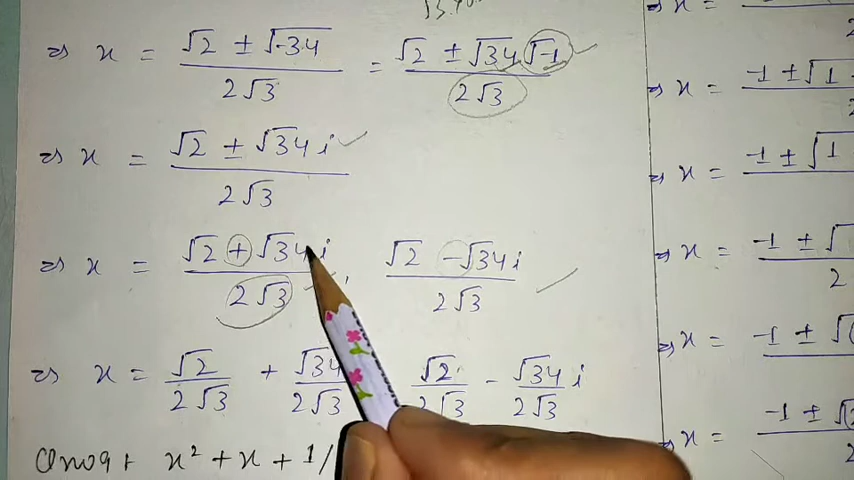 ⇒ x = (√2 ± √-34) / (2√3) = (√2 ± √34 √-1) / (2√3)
⇒ x = (√2 ± √34 i) / (2√3)
⇒ x = (√2 + √34 i) / (2√3) , (√2 - √34 i) / (2√3)
⇒ x = √2 / (2√3) + √34 / (2√3) √2 / (2√3) - √34 / (2√3) i
Qno9+ x² + x + 1/
⇒ x =
⇒ x = -1 ± √1
⇒ x = -1 ± √1
⇒ x = -1 ± √ / 2
⇒ x = -1 ± √
⇒ x = -1 ± √